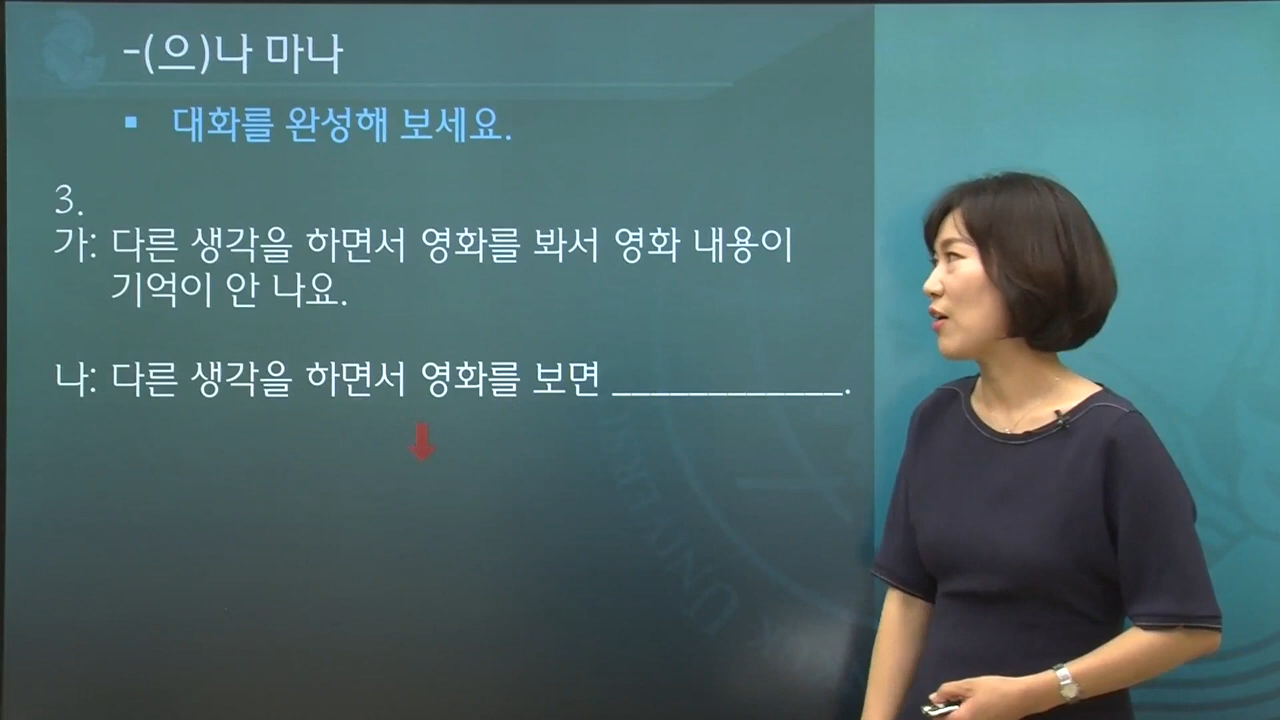 -(으)나 마나
▪ 대화를 완성해 보세요.
3.
가: 다른 생각을 하면서 영화를 봐서 영화 내용이
기억이 안 나요.
나: 다른 생각을 하면서 영화를 보면 ____________.